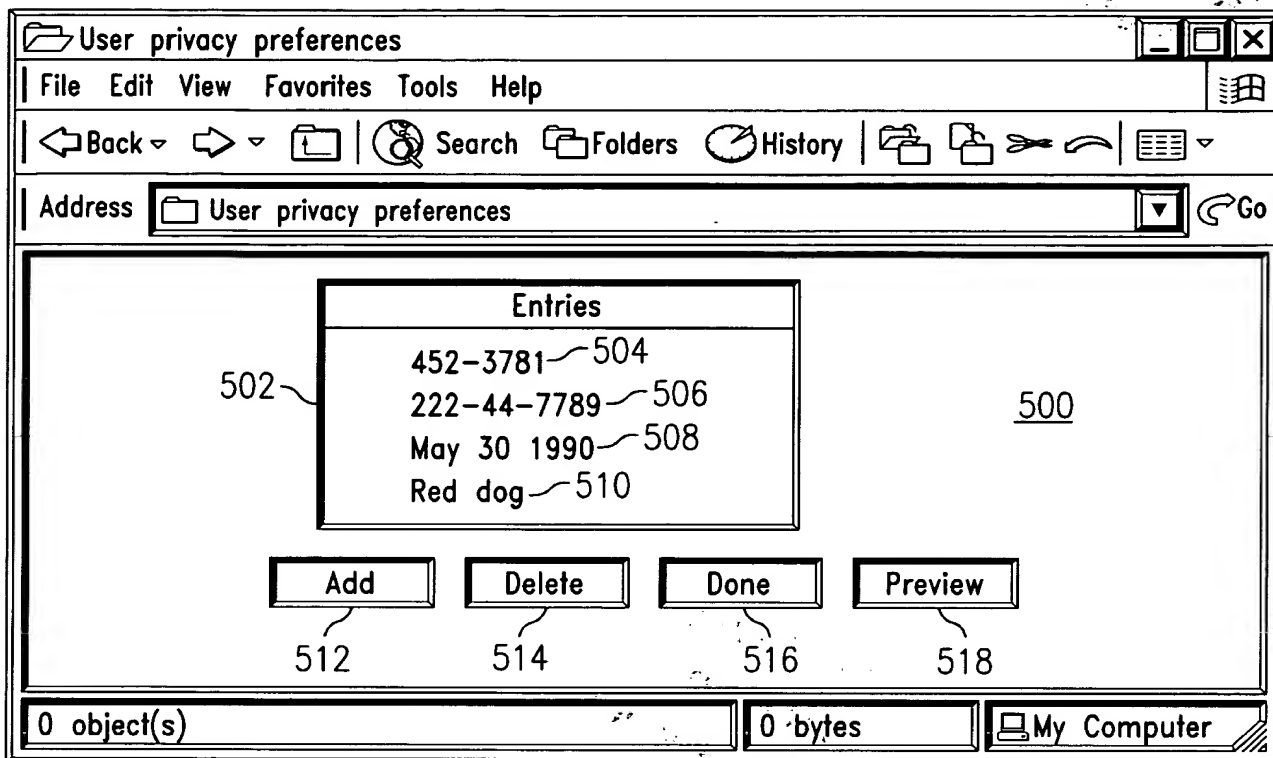 User privacy preferences
File Edit View Favorites Tools Help
Back Search Folders History
Address User privacy preferences Go
Entries
452-3781 504
502 222-44-7789 506 500
May 30 1990 508
Red dog 510
Add Delete Done Preview
512 514 516 518
0 object(s) 0 bytes My Computer